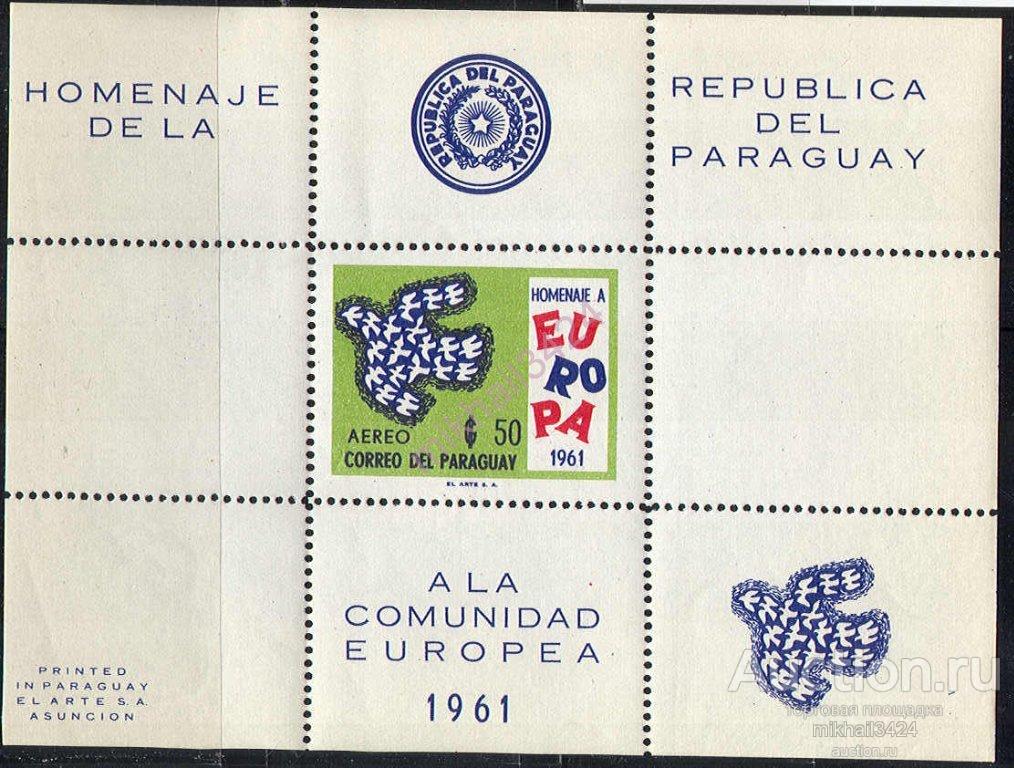 HOMENAJE
DE LA
REPUBLICA DEL PARAGUAY
REPUBLICA
DEL
PARAGUAY
HOMENAJE A
EU
RO
PA
1961
AEREO ₲ 50
CORREO DEL PARAGUAY
EL ARTE S. A.
mikhail3424
A LA
COMUNIDAD
EUROPEA
1961
PRINTED
IN PARAGUAY
EL ARTE S.A.
ASUNCION
Auction.ru
Торговая площадка
mikhail3424
auction.ru